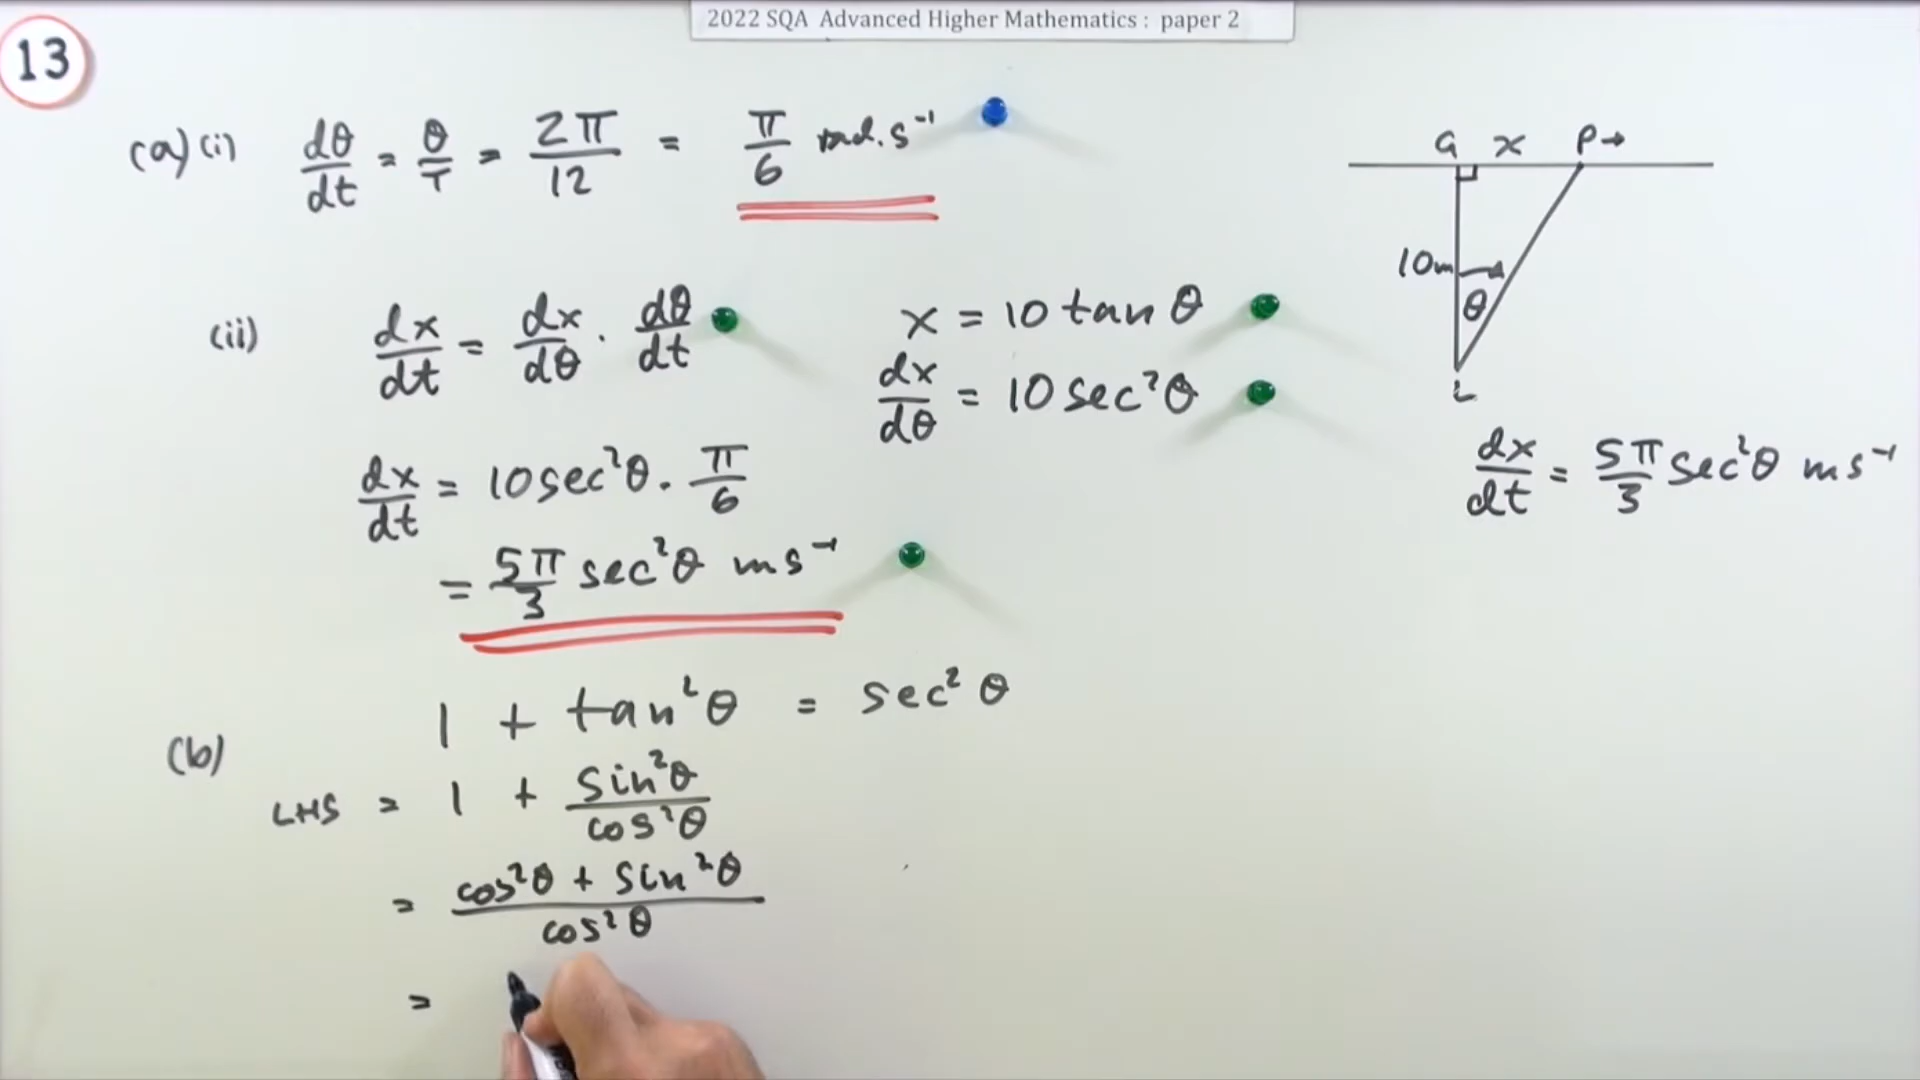 2022 SQA Advanced Higher Mathematics : paper 2
13
(a) (i) dθ/dt = θ/T = 2π/12 = π/6 rad.s⁻¹
G x P→
10m
θ
L
(ii) dx/dt = dx/dθ · dθ/dt
x = 10 tan θ
dx/dθ = 10 sec²θ
dx/dt = 10 sec²θ . π/6
= 5π/3 sec²θ ms⁻¹
dx/dt = 5π/3 sec²θ ms⁻¹
(b) 1 + tan²θ = sec²θ
LHS = 1 + sin²θ/cos²θ
= cos²θ + sin²θ/cos²θ
=